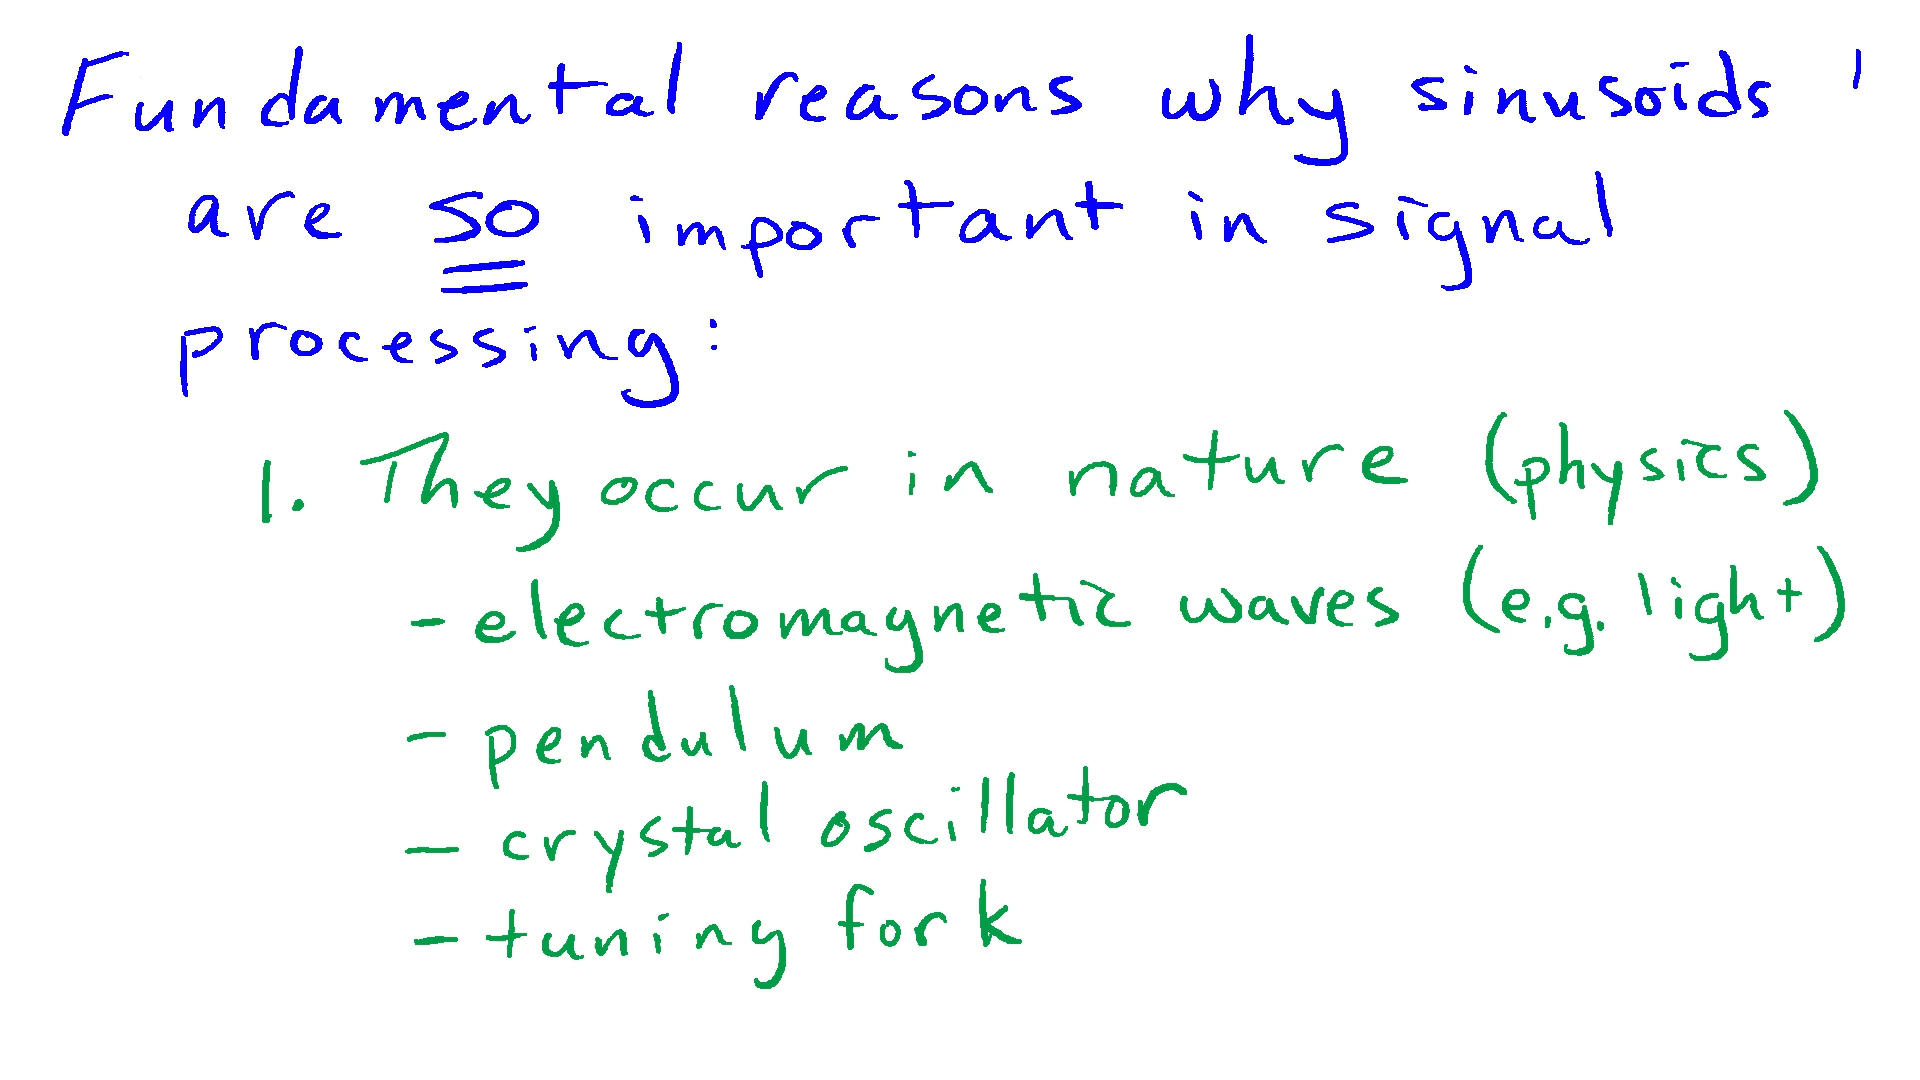 Fundamental reasons why sinusoids
are so important in signal
processing:
1. They occur in nature (physics)
- electromagnetic waves (e.g. light)
- pendulum
- crystal oscillator
- tuning fork